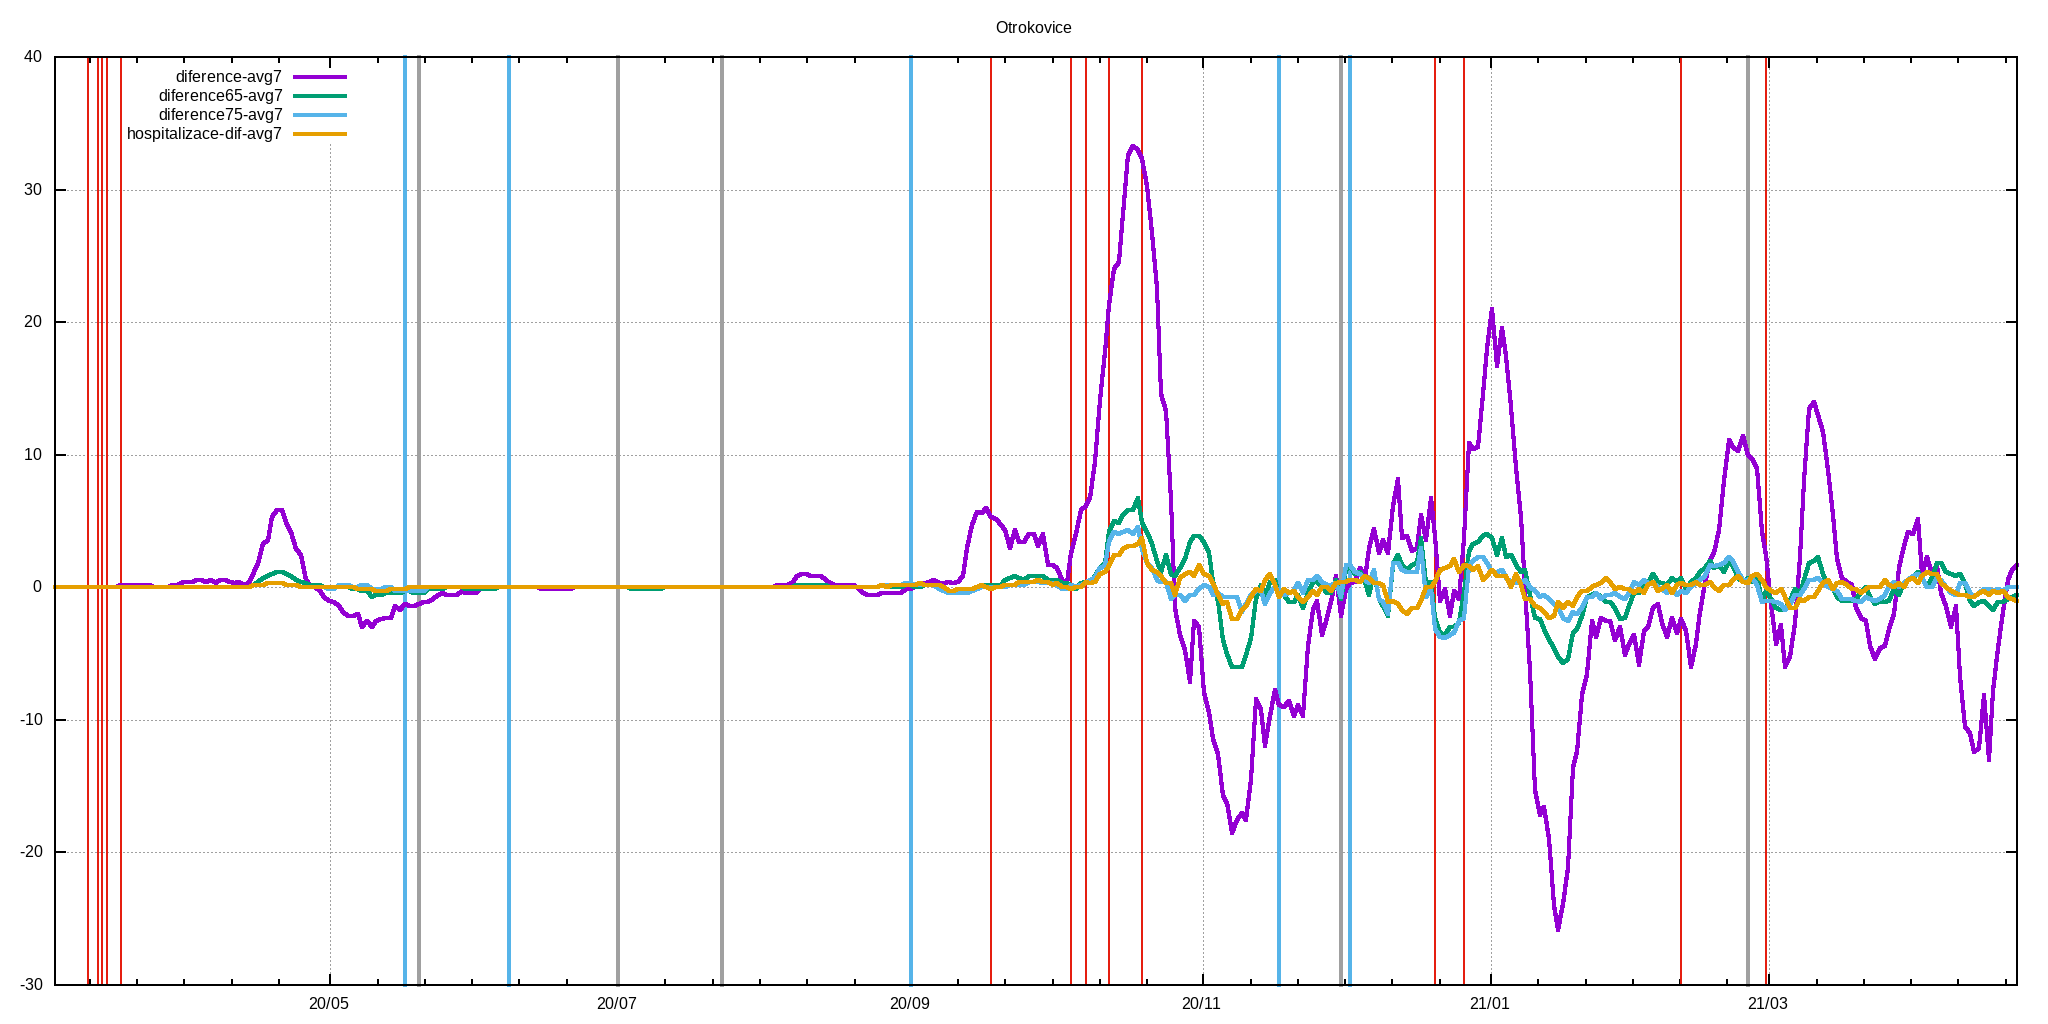 Otrokovice
diference-avg7
diference65-avg7
diference75-avg7
hospitalizace-dif-avg7
40
30
20
10
0
-10
-20
-30
20/05 20/07 20/09 20/11 21/01 21/03